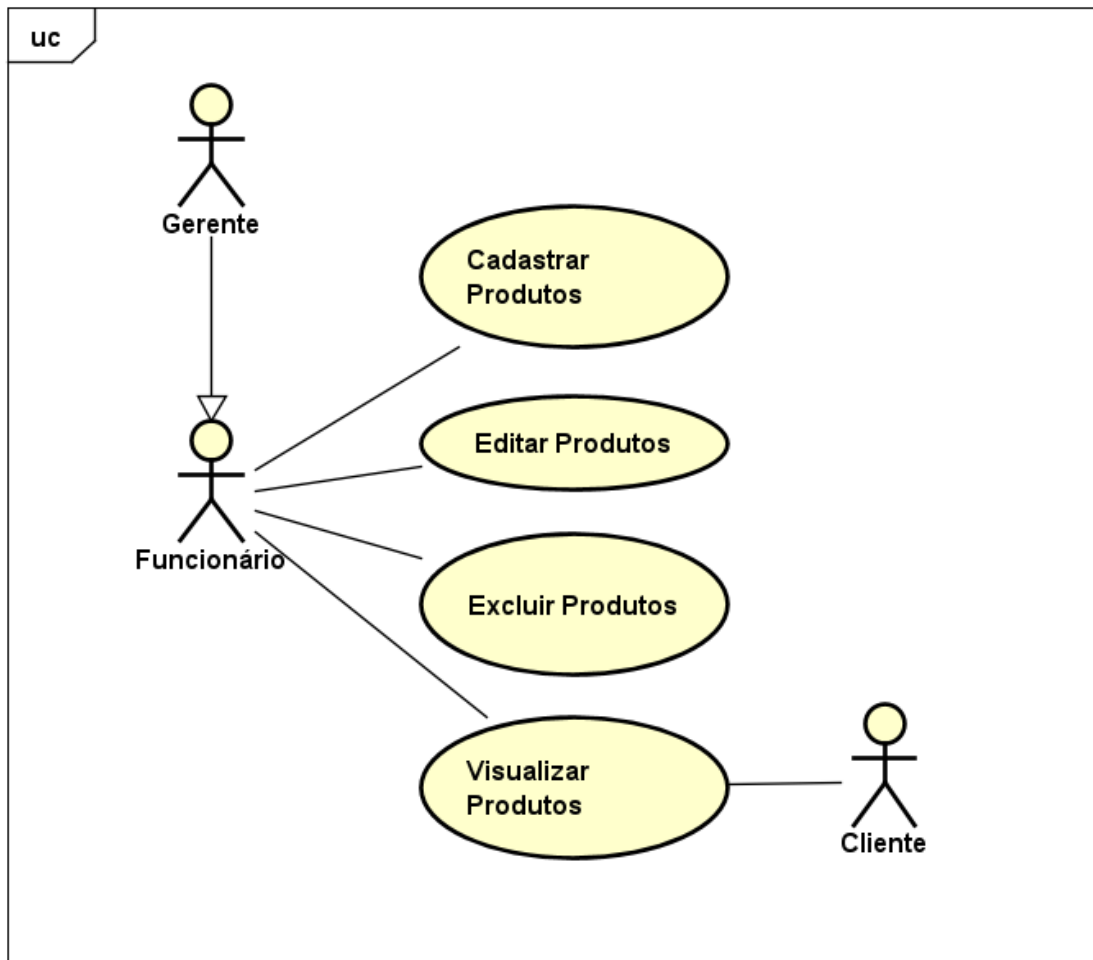 uc
Gerente
Cadastrar
Produtos
Editar Produtos
Funcionário
Excluir Produtos
Visualizar
Produtos
Cliente